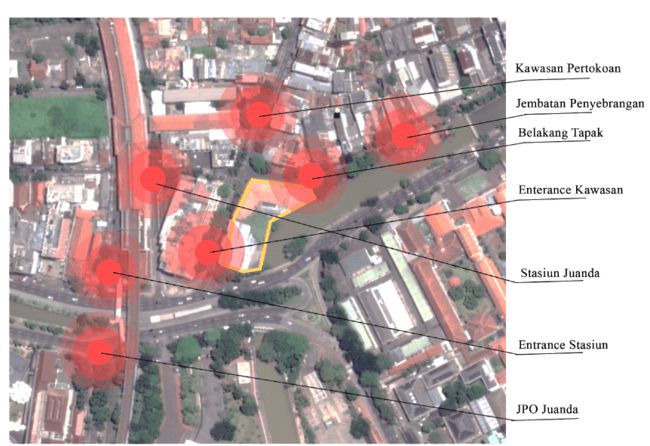 Kawasan Pertokoan
Jembatan Penyebrangan
Belakang Tapak
Enterance Kawasan
Stasiun Juanda
Entrance Stasiun
JPO Juanda